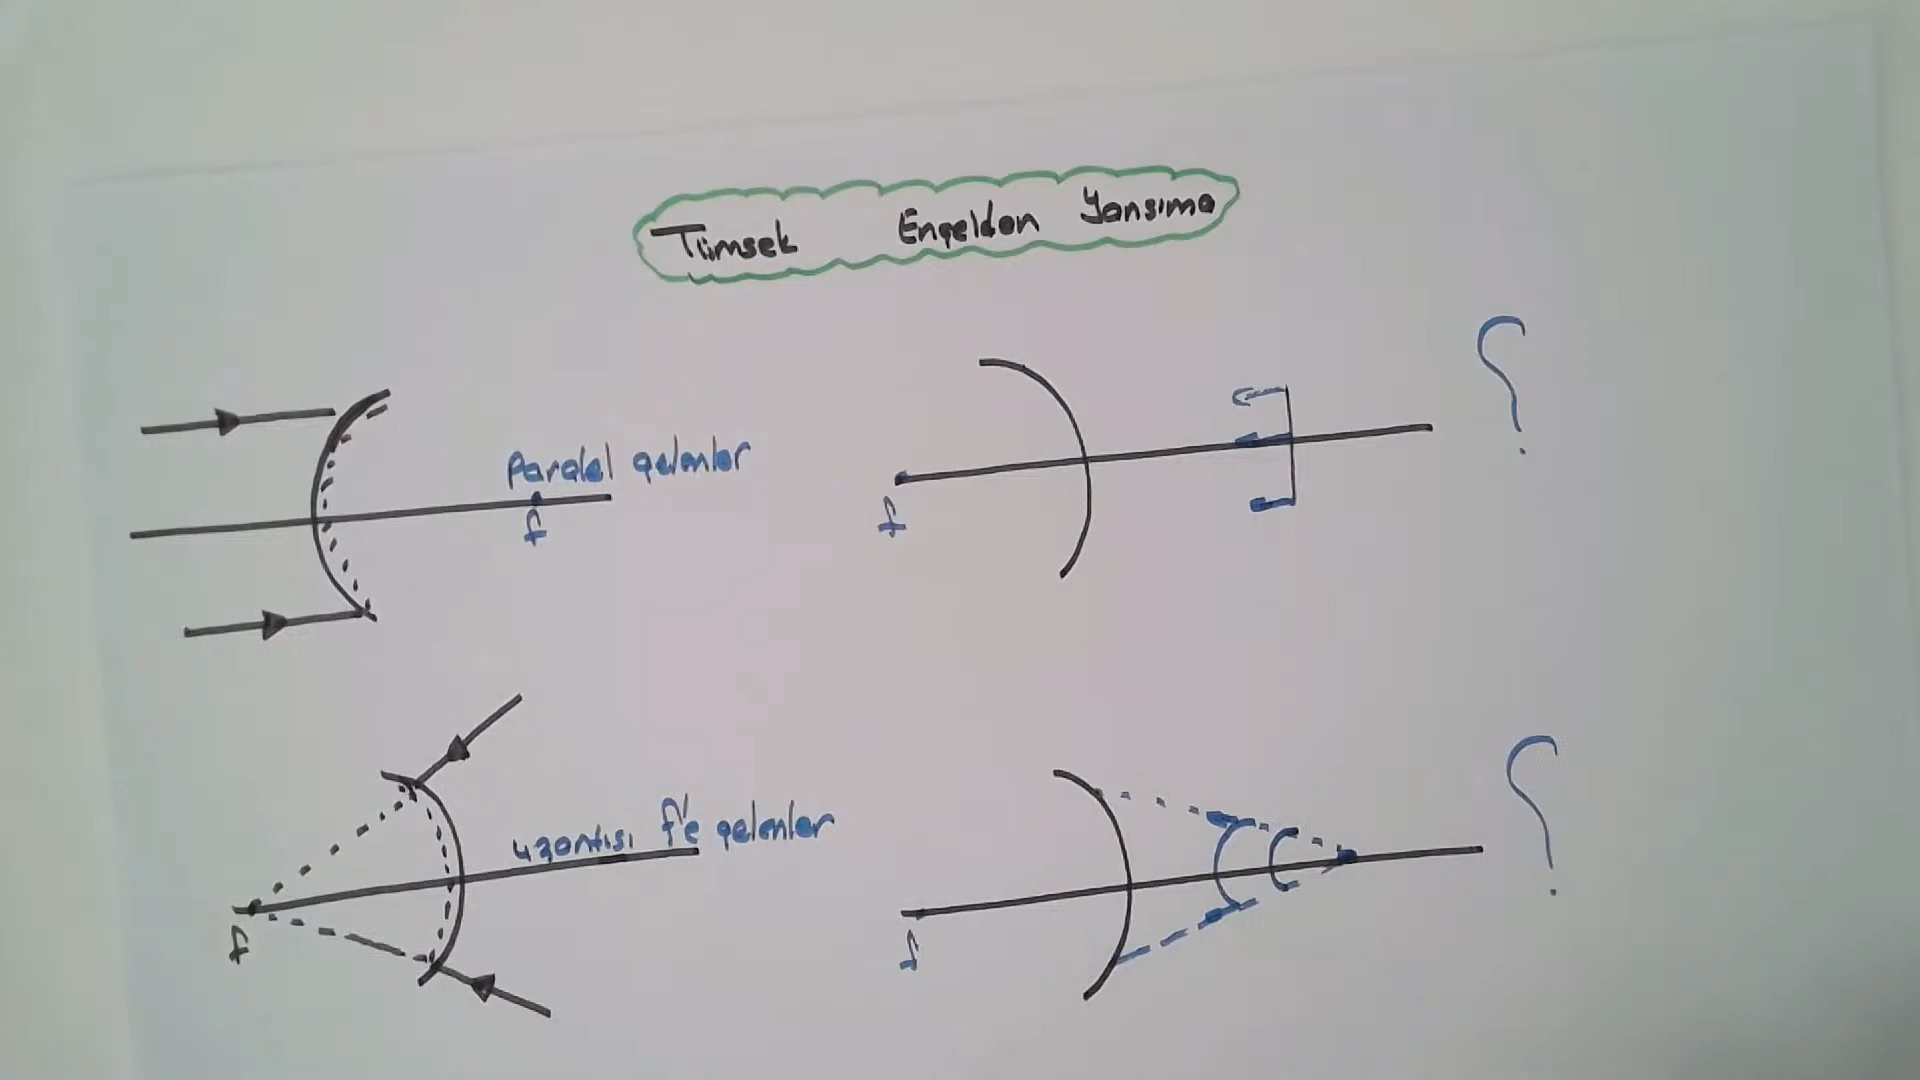 Tümsek Engelden Yansıma
Paralel gelenler
f
f
?
uzantısı f'e gelenler
f
f
?